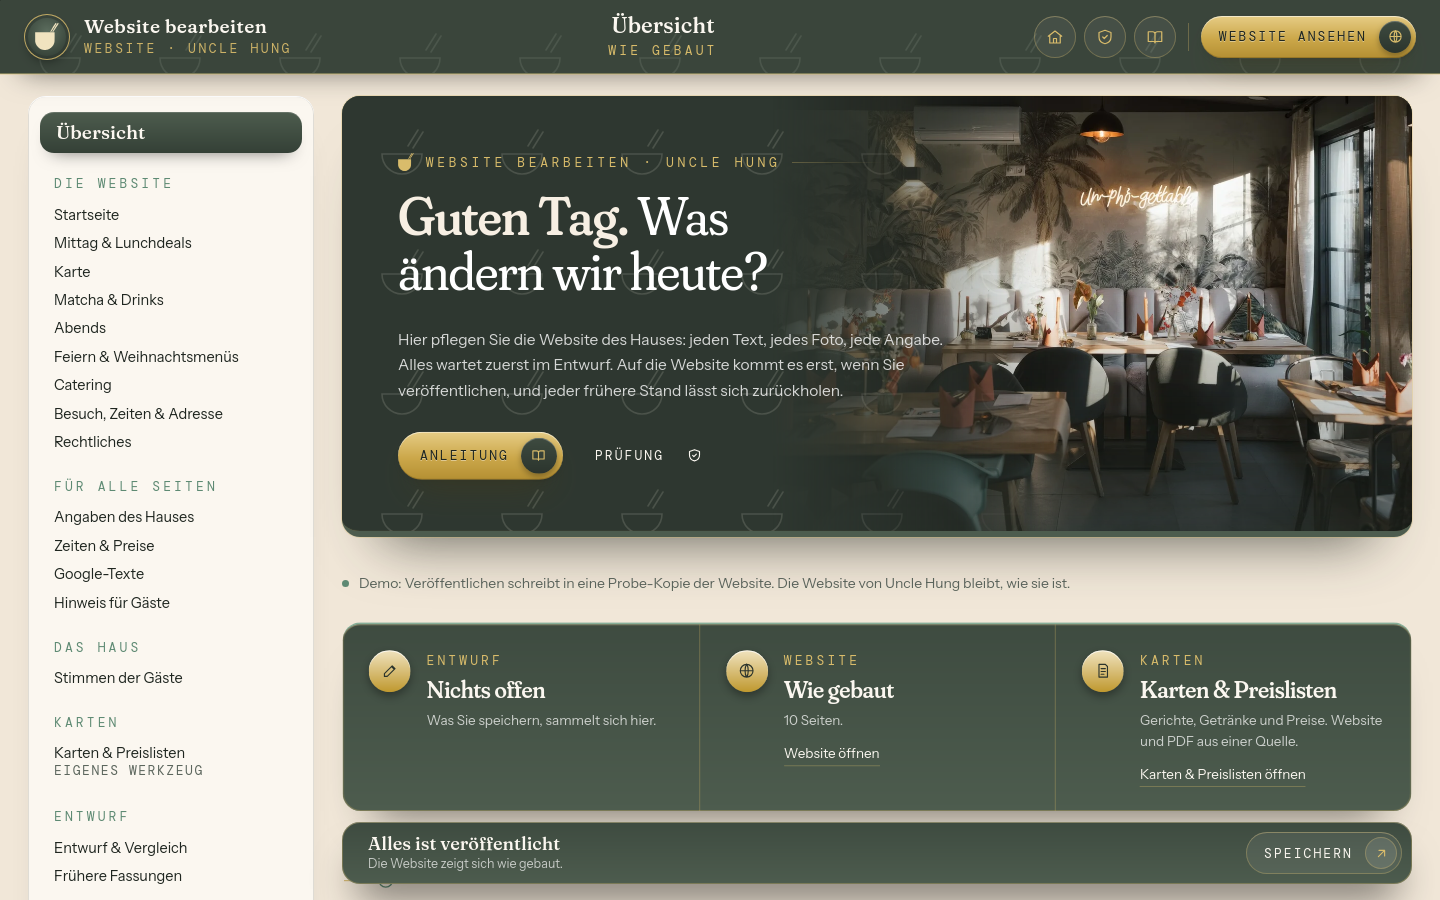 Website bearbeiten
WEBSITE · UNCLE HUNG
Übersicht
WIE GEBAUT
WEBSITE ANSEHEN
Übersicht
DIE WEBSITE
Startseite
Mittag & Lunchdeals
Karte
Matcha & Drinks
Abends
Feiern & Weihnachtsmenüs
Catering
Besuch, Zeiten & Adresse
Rechtliches
FÜR ALLE SEITEN
Angaben des Hauses
Zeiten & Preise
Google-Texte
Hinweis für Gäste
DAS HAUS
Stimmen der Gäste
KARTEN
Karten & Preislisten
EIGENES WERKZEUG
ENTWURF
Entwurf & Vergleich
Frühere Fassungen
WEBSITE BEARBEITEN · UNCLE HUNG
Guten Tag. Was
ändern wir heute?
Hier pflegen Sie die Website des Hauses: jeden Text, jedes Foto, jede Angabe.
Alles wartet zuerst im Entwurf. Auf die Website kommt es erst, wenn Sie
veröffentlichen, und jeder frühere Stand lässt sich zurückholen.
ANLEITUNG
PRÜFUNG
Um-phở-gettable
Demo: Veröffentlichen schreibt in eine Probe-Kopie der Website. Die Website von Uncle Hung bleibt, wie sie ist.
ENTWURF
Nichts offen
Was Sie speichern, sammelt sich hier.
WEBSITE
Wie gebaut
10 Seiten.
Website öffnen
KARTEN
Karten & Preislisten
Gerichte, Getränke und Preise. Website
und PDF aus einer Quelle.
Karten & Preislisten öffnen
Alles ist veröffentlicht
Die Website zeigt sich wie gebaut.
SPEICHERN